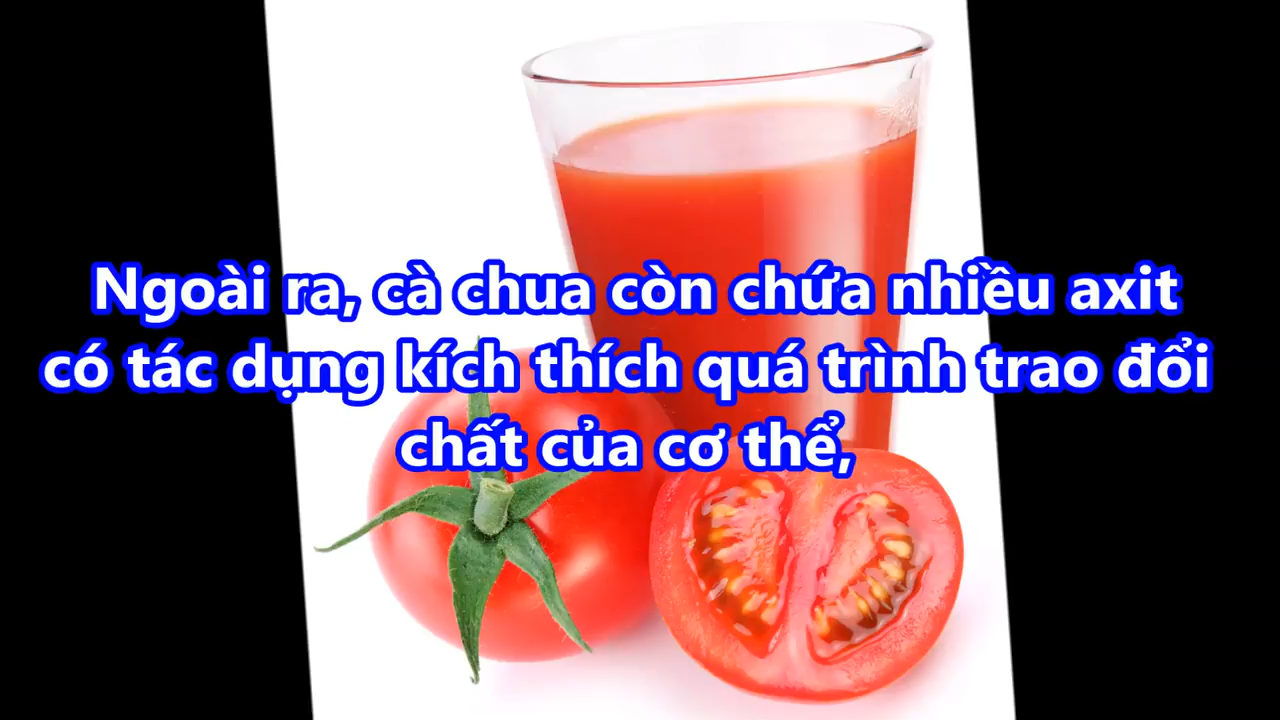 Ngoài ra, cà chua còn chứa nhiều axit
có tác dụng kích thích quá trình trao đổi
chất của cơ thể,